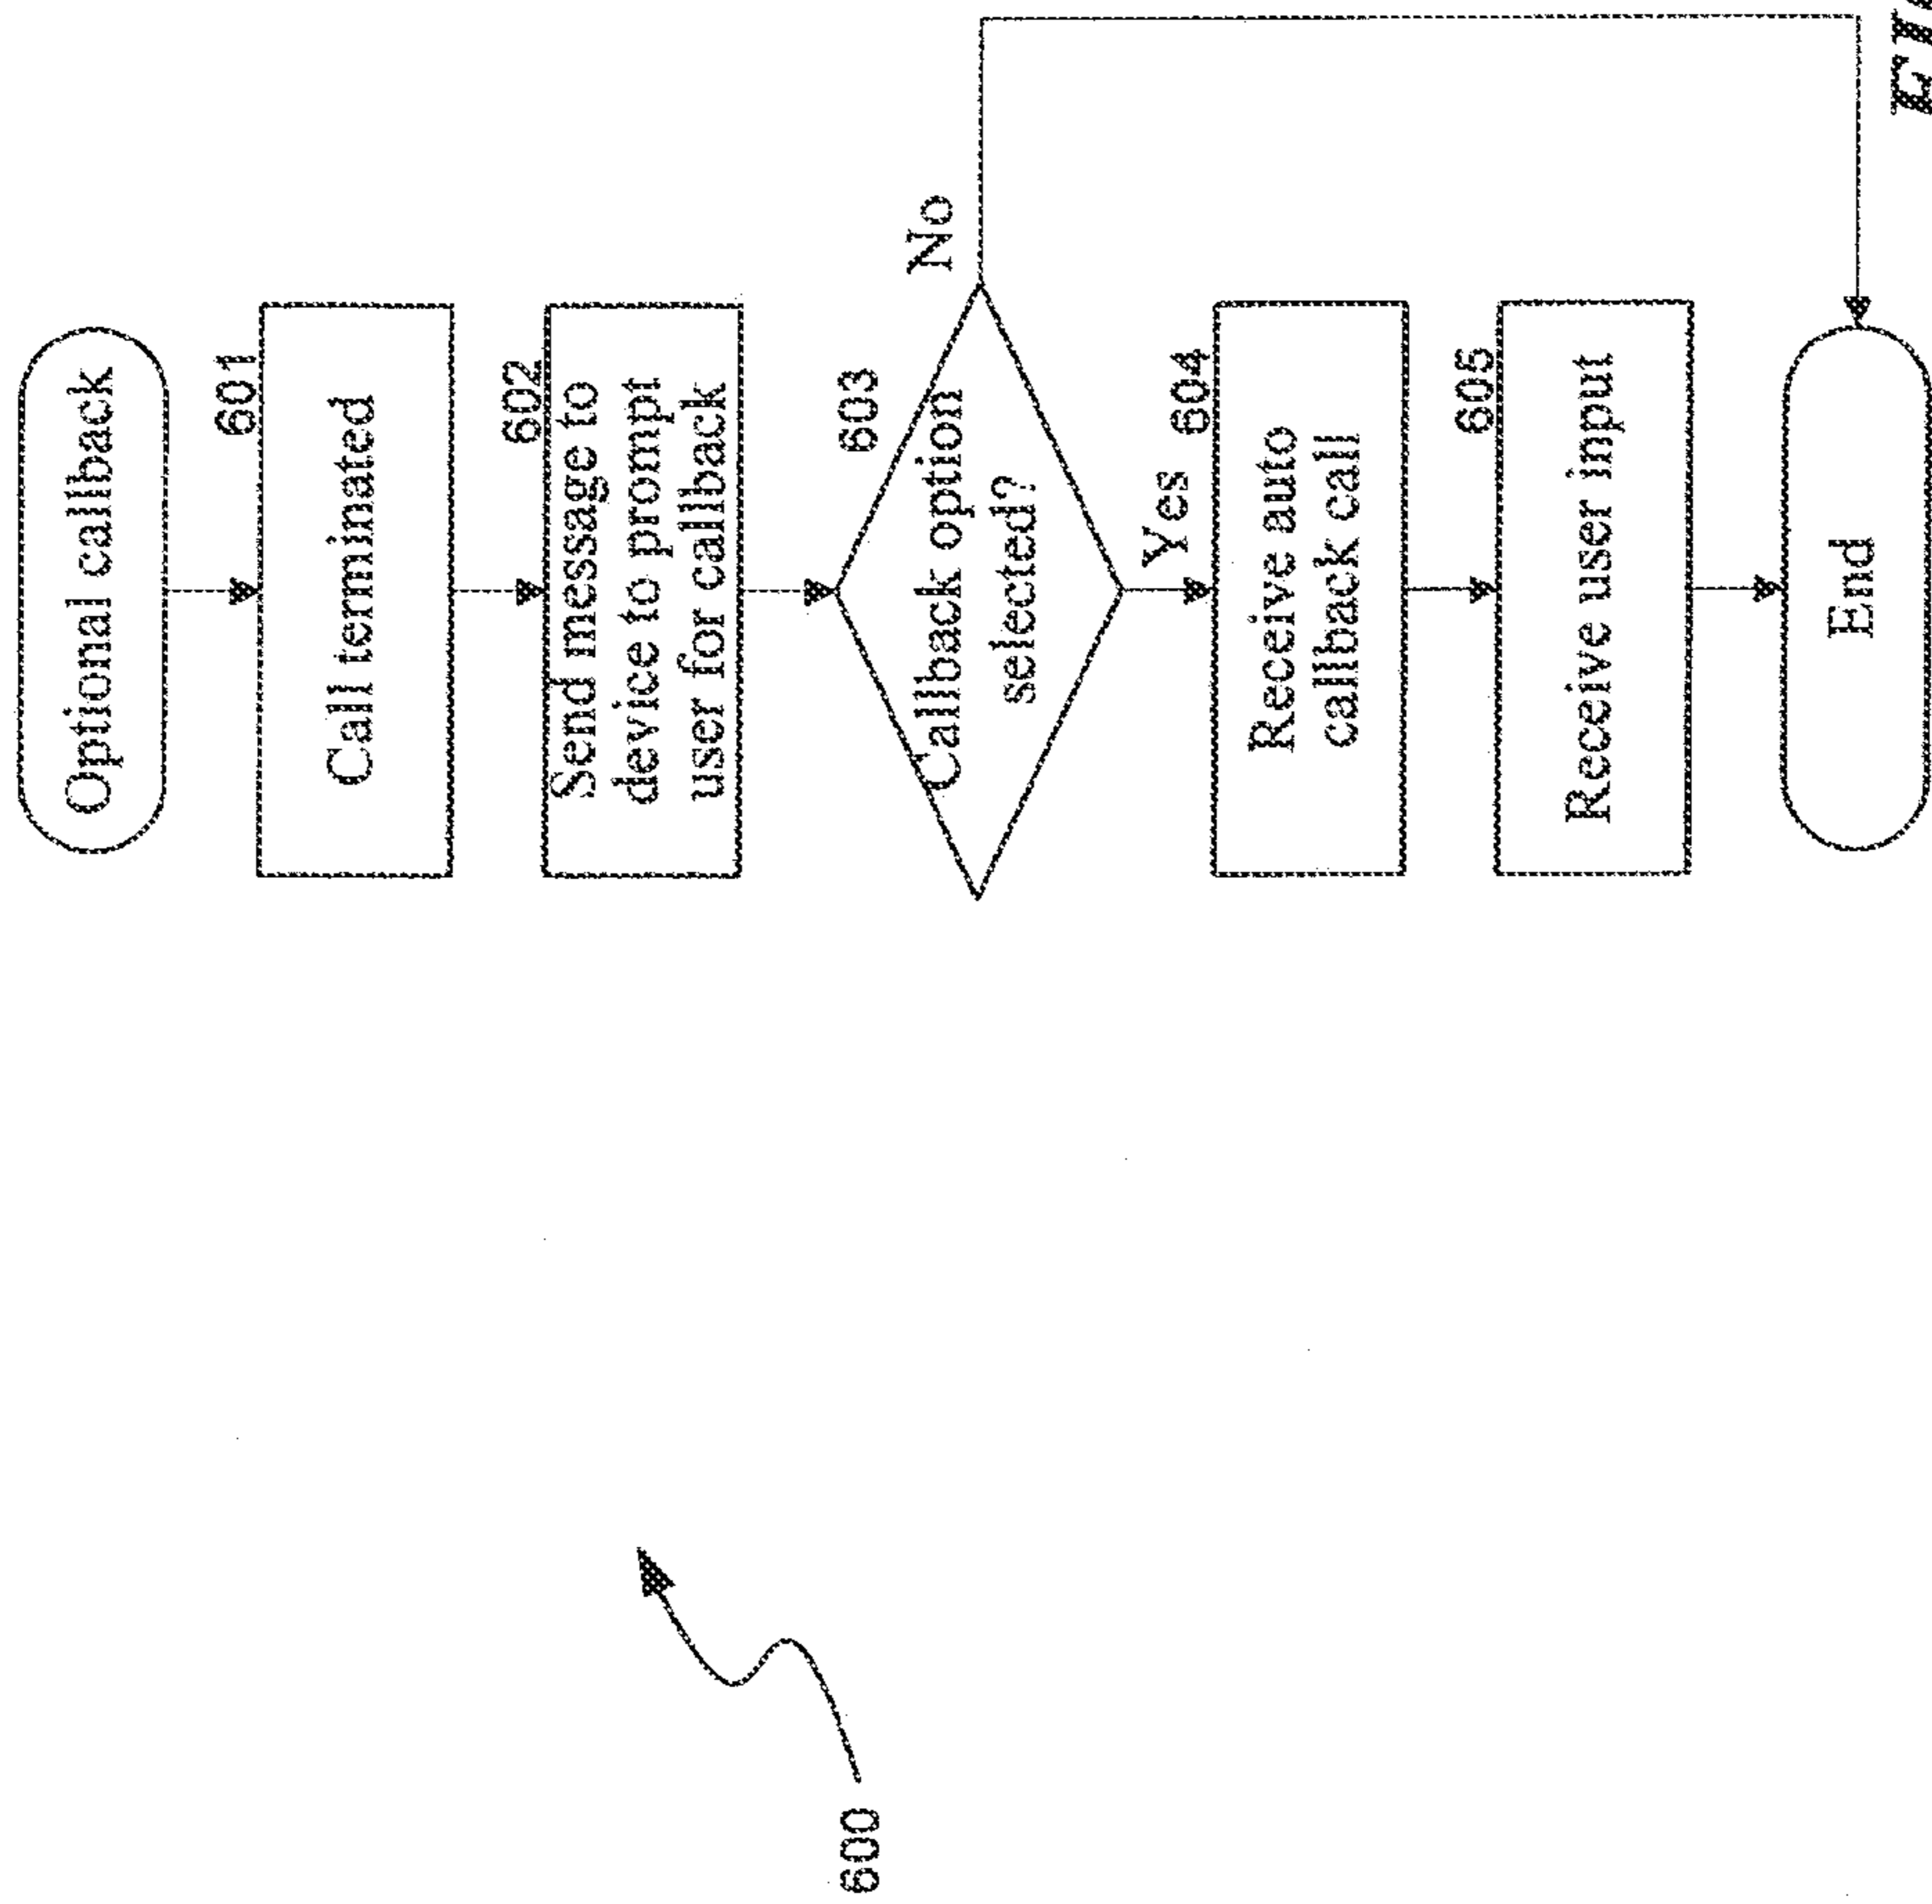 Optional callback
601
Call terminated
602
Send message to
device to prompt
user for callback
603
Callback option
selected?
No
Yes
604
Receive auto
callback call
605
Receive user input
End
600